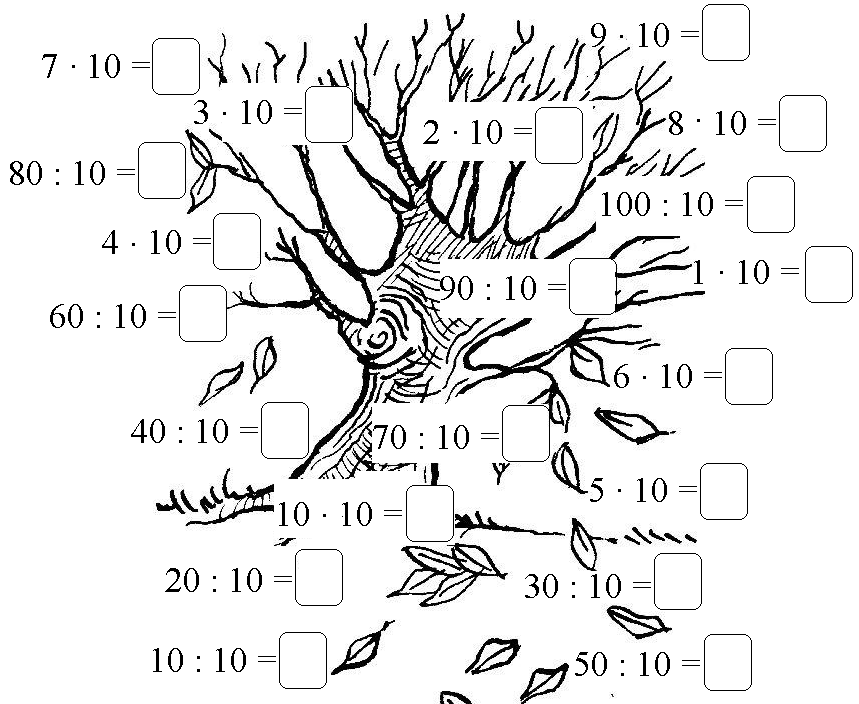 9 · 10 =
7 · 10 =
3 · 10 =
2 · 10 =
8 · 10 =
80 : 10 =
100 : 10 =
4 · 10 =
1 · 10 =
90 : 10 =
60 : 10 =
6 · 10 =
40 : 10 =
70 : 10 =
5 · 10 =
10 · 10 =
20 : 10 =
30 : 10 =
10 : 10 =
50 : 10 =